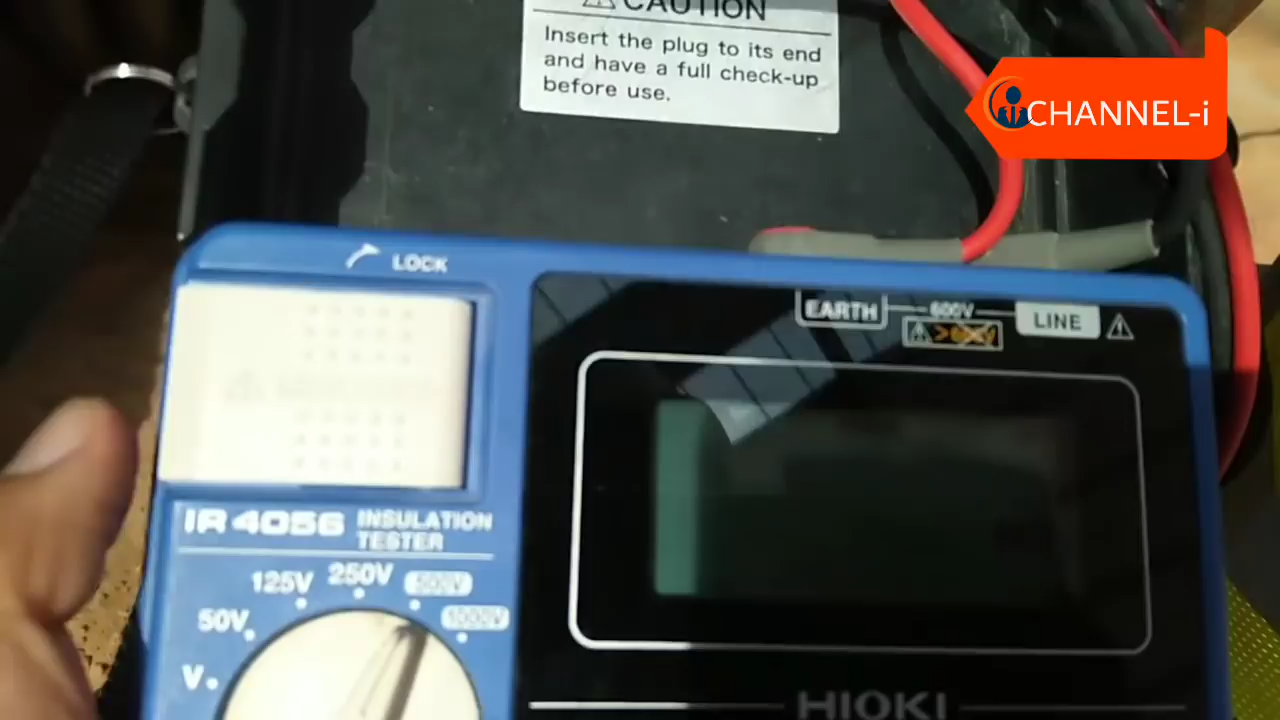 ⚠ CAUTION
Insert the plug to its end
and have a full check-up
before use.
CHANNEL-i
LOCK
EARTH
600V
LINE
IR 4056 INSULATION
TESTER
50V
125V
250V
500V
1000V
V
HIOKI